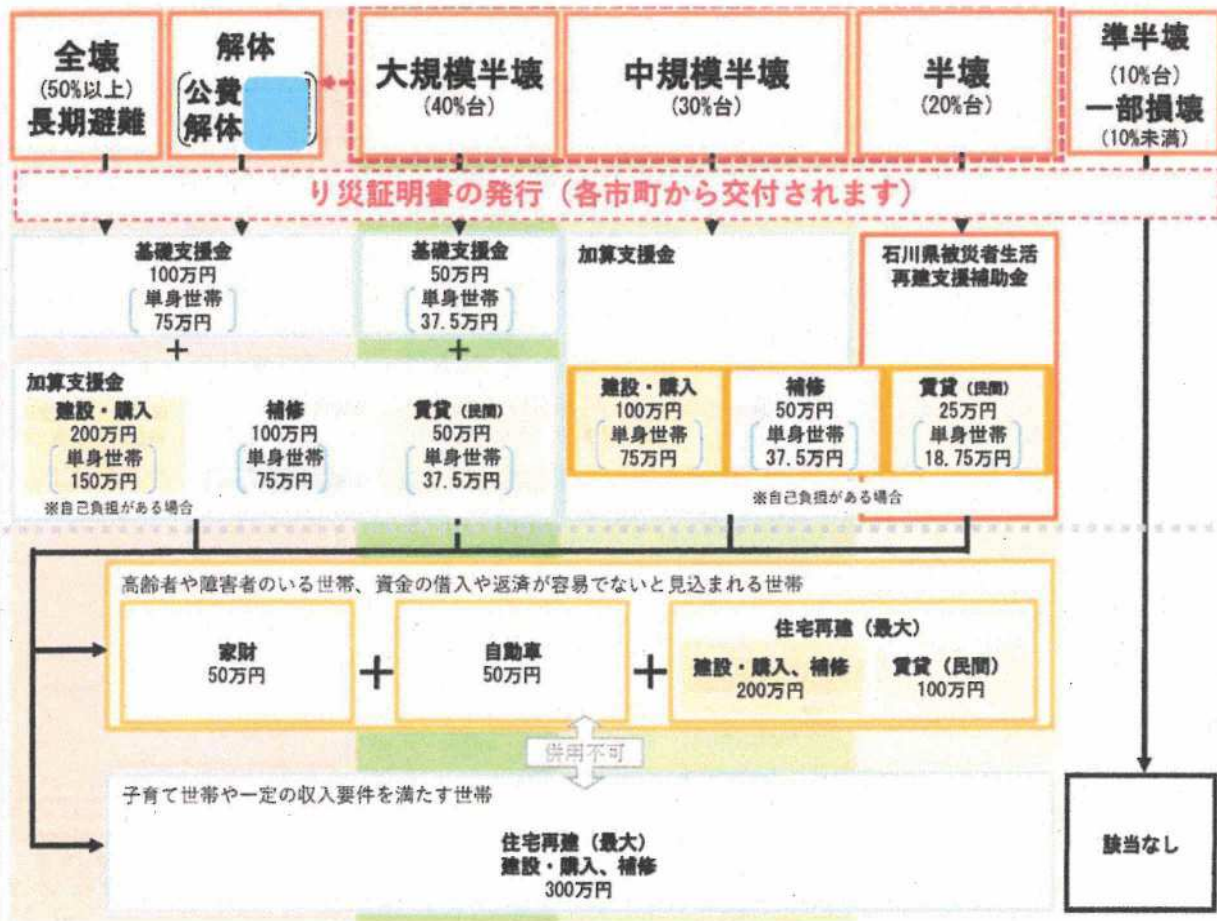 全壊
(50%以上)
長期避難
解体
公費
解体
大規模半壊
(40%台)
中規模半壊
(30%台)
半壊
(20%台)
準半壊
(10%台)
一部損壊
(10%未満)
り災証明書の発行（各市町から交付されます）
基礎支援金
100万円
単身世帯
75万円
+
基礎支援金
50万円
単身世帯
37.5万円
+
加算支援金
建設・購入
200万円
単身世帯
150万円
補修
100万円
単身世帯
75万円
賃貸（民間）
50万円
単身世帯
37.5万円
※自己負担がある場合
加算支援金
石川県被災者生活
再建支援補助金
建設・購入
100万円
単身世帯
75万円
補修
50万円
単身世帯
37.5万円
賃貸（民間）
25万円
単身世帯
18.75万円
※自己負担がある場合
高齢者や障害者のいる世帯、資金の借入や返済が容易でないと見込まれる世帯
家財
50万円
+
自動車
50万円
+
住宅再建（最大）
建設・購入、補修
200万円
賃貸（民間）
100万円
併用不可
子育て世帯や一定の収入要件を満たす世帯
住宅再建（最大）
建設・購入、補修
300万円
該当なし